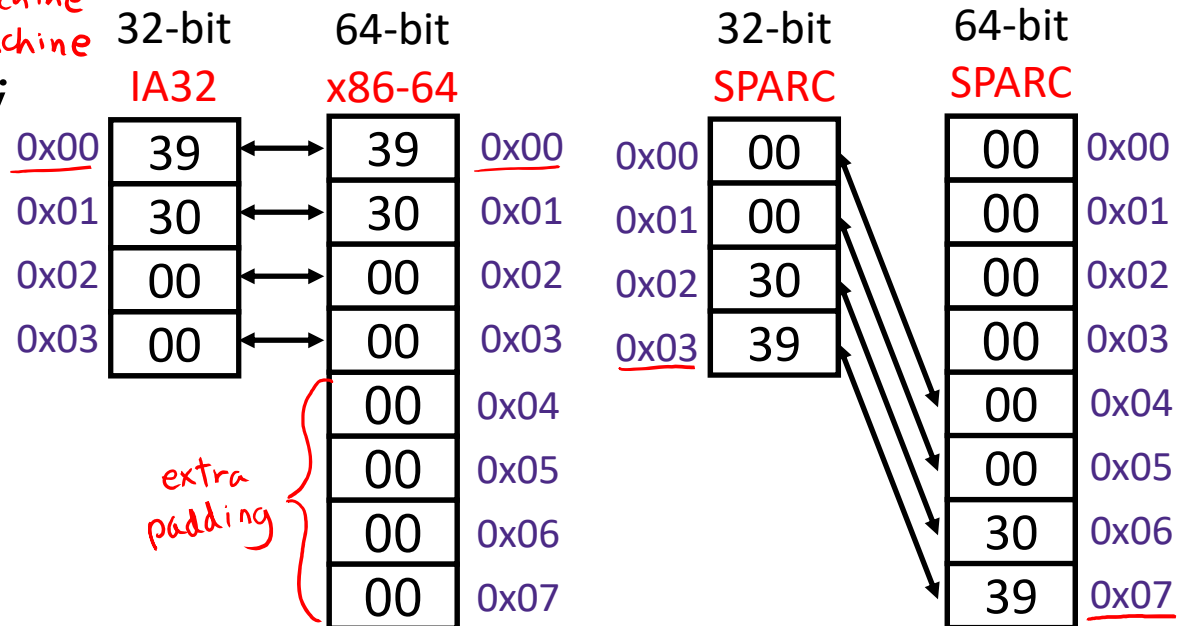 chine
32-bit 64-bit 32-bit 64-bit
;
IA32 x86-64 SPARC SPARC
0x00 39 39 0x00 0x00 00 00 0x00
0x01 30 30 0x01 0x01 00 00 0x01
0x02 00 00 0x02 0x02 30 00 0x02
0x03 00 00 0x03 0x03 39 00 0x03
00 0x04 00 0x04
extra 00 0x05 00 0x05
padding 00 0x06 30 0x06
00 0x07 39 0x07